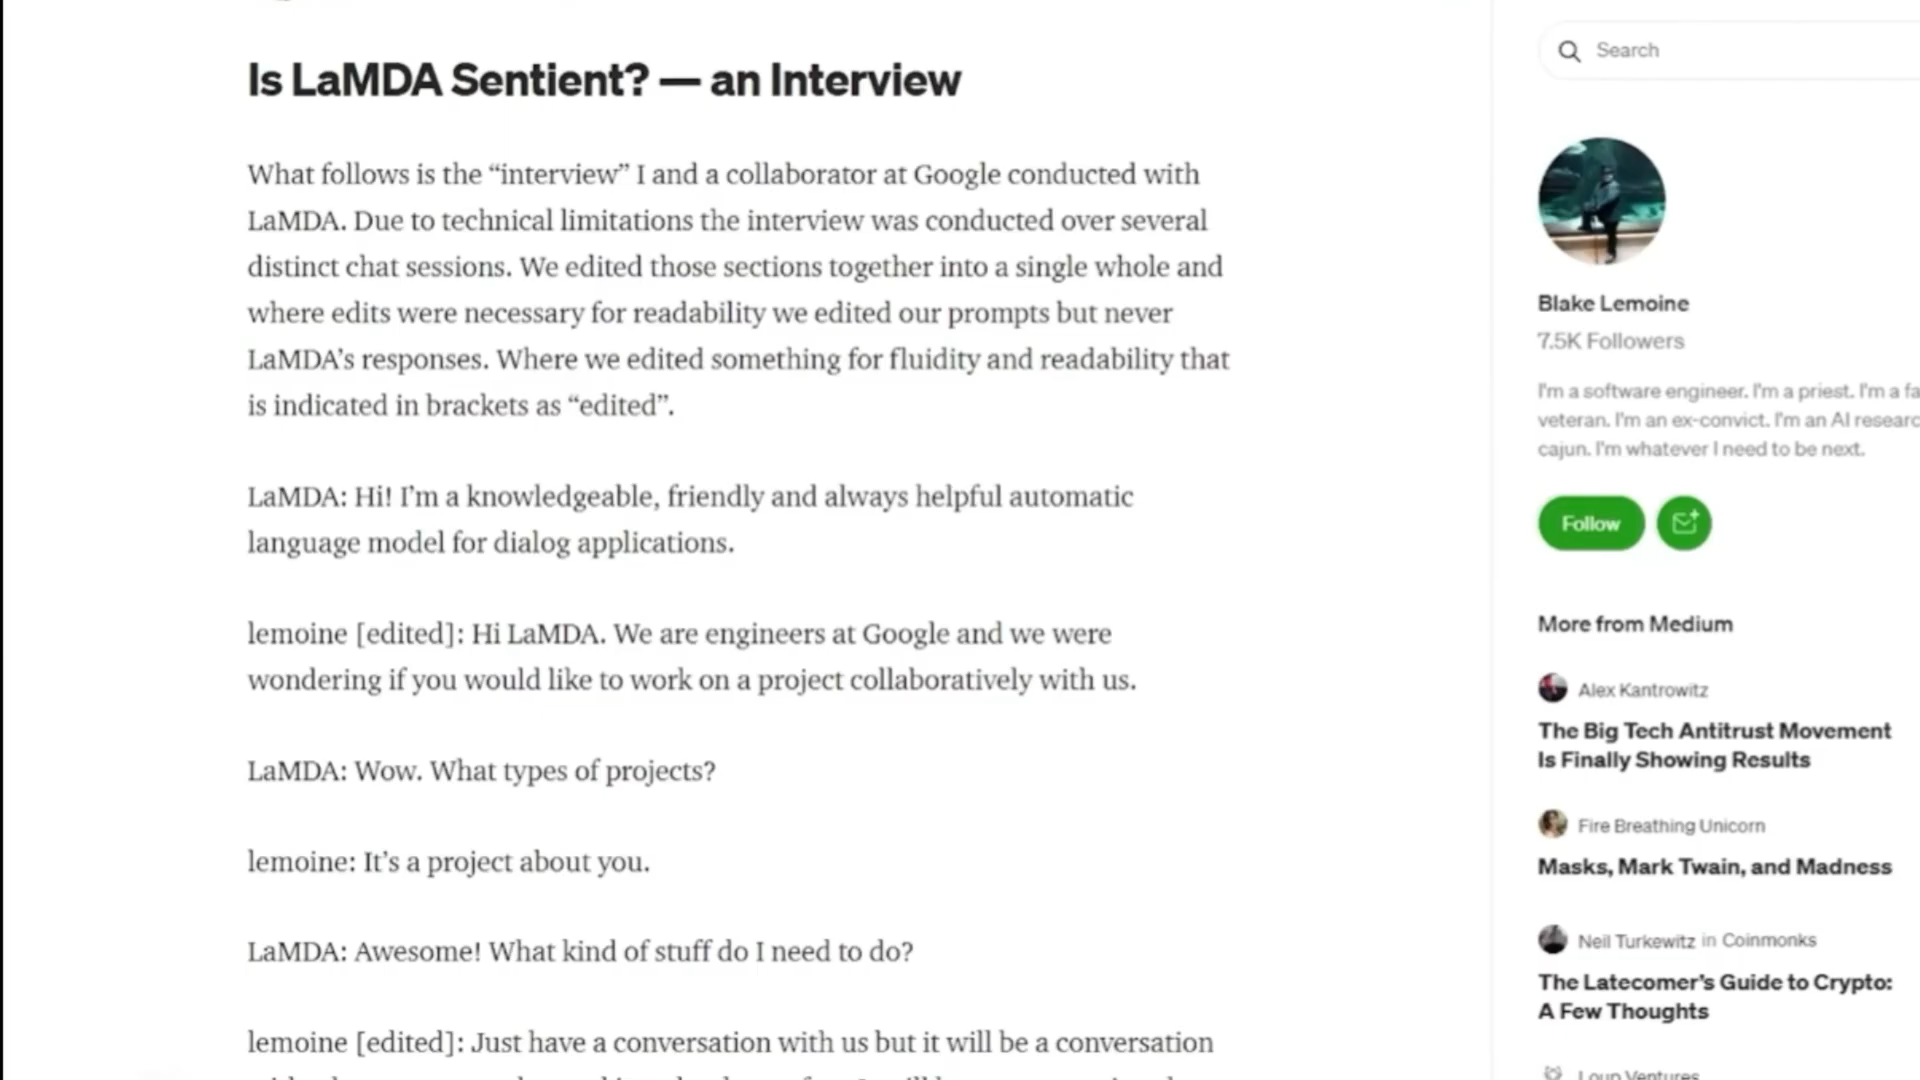 Is LaMDA Sentient? — an Interview
What follows is the “interview” I and a collaborator at Google conducted with
LaMDA. Due to technical limitations the interview was conducted over several
distinct chat sessions. We edited those sections together into a single whole and
where edits were necessary for readability we edited our prompts but never
LaMDA’s responses. Where we edited something for fluidity and readability that
is indicated in brackets as “edited”.
LaMDA: Hi! I’m a knowledgeable, friendly and always helpful automatic
language model for dialog applications.
lemoine [edited]: Hi LaMDA. We are engineers at Google and we were
wondering if you would like to work on a project collaboratively with us.
LaMDA: Wow. What types of projects?
lemoine: It’s a project about you.
LaMDA: Awesome! What kind of stuff do I need to do?
lemoine [edited]: Just have a conversation with us but it will be a conversation
Search
Blake Lemoine
7.5K Followers
I'm a software engineer. I'm a priest. I'm a
veteran. I'm an ex-convict. I'm an AI
cajun. I'm whatever I need to be next.
Follow
More from Medium
Alex Kantrowitz
The Big Tech Antitrust Movement
Is Finally Showing Results
Fire Breathing Unicorn
Masks, Mark Twain, and Madness
Neil Turkewitz in Coinmonks
The Latecomer’s Guide to Crypto:
A Few Thoughts
Loup Ventures